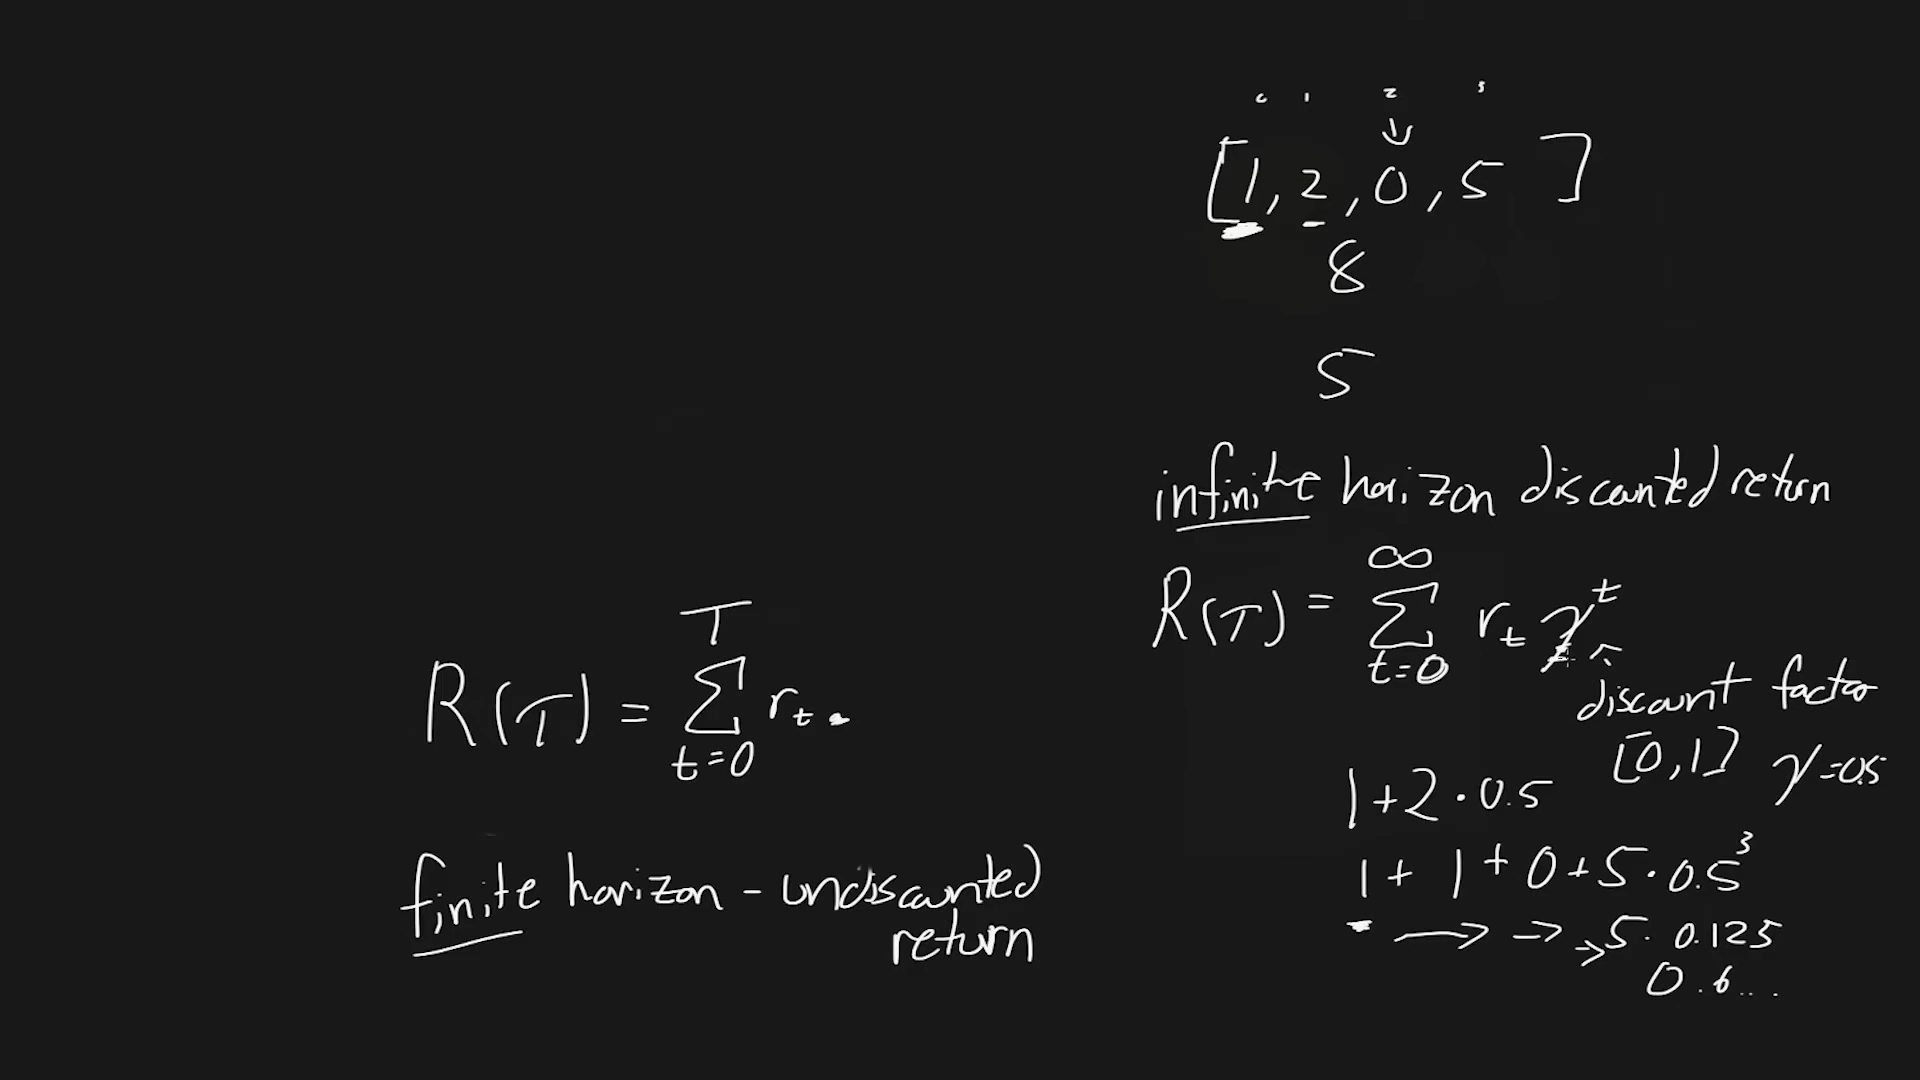 0 1 2 3
[1, 2, 0, 5 ]
8
5
infinite horizon discounted return
R(τ) = ∞ Σ t=0 r_t γ^t
discount factor
[0,1] γ=0.5
R(τ) = T Σ t=0 r_t .
1+2·0.5
finite horizon - undiscounted
return
1+ 1+0+5·0.5^3
→ → →5· 0.125
0.6...